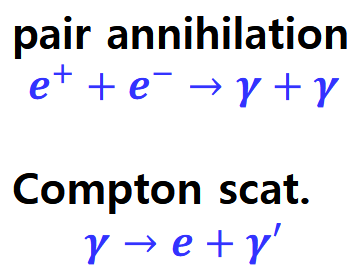 pair annihilation
e⁺ + e⁻ → γ + γ
Compton scat.
γ → e + γ′